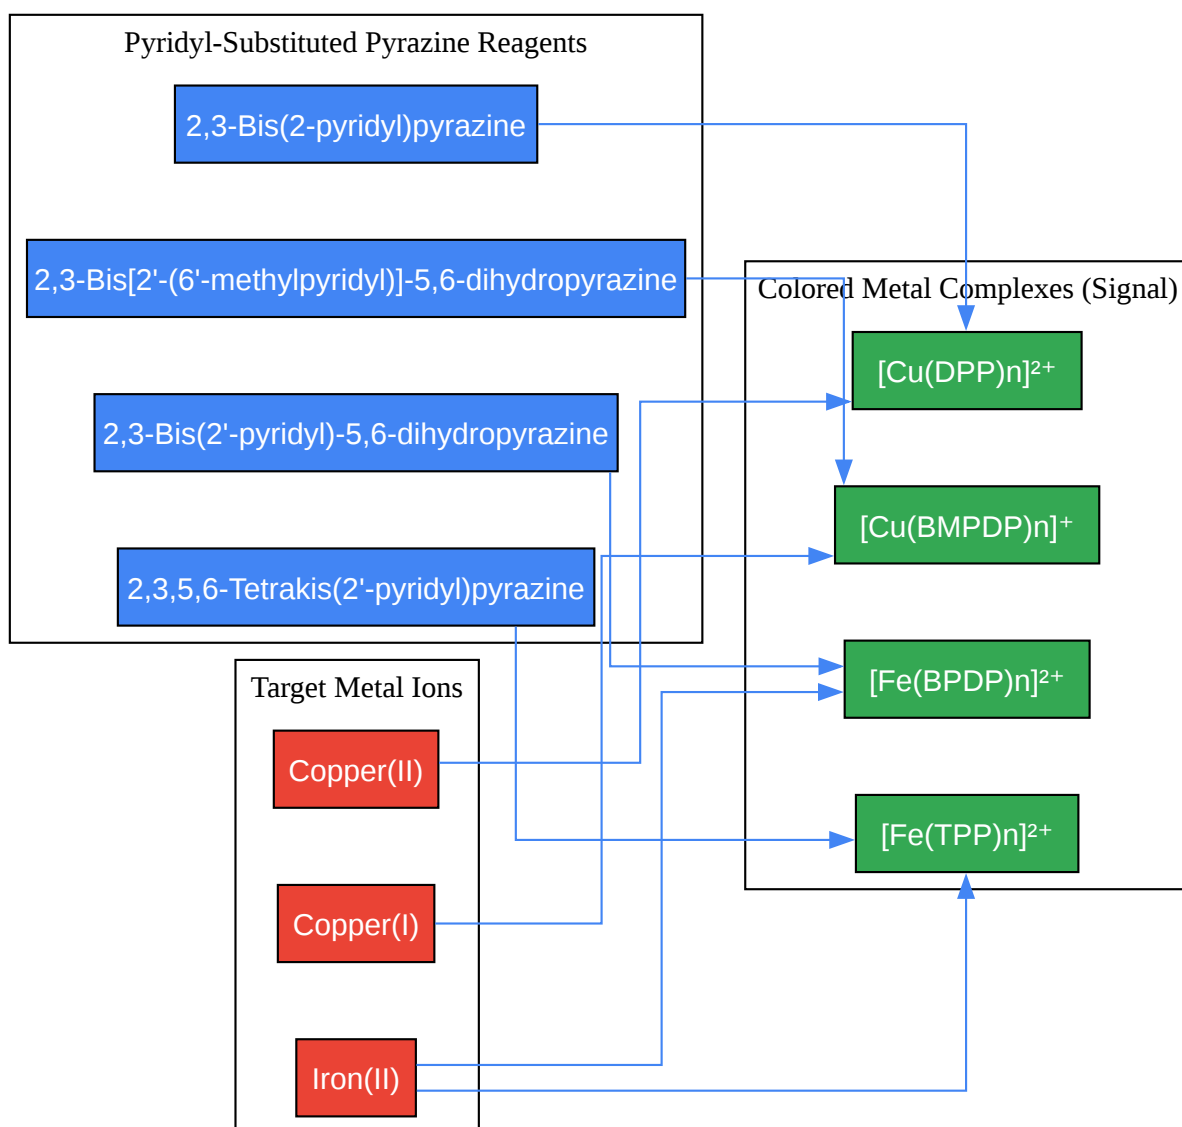 Pyridyl-Substituted Pyrazine Reagents
2,3-Bis(2-pyridyl)pyrazine
2,3-Bis[2'-(6'-methylpyridyl)]-5,6-dihydropyrazine
2,3-Bis(2'-pyridyl)-5,6-dihydropyrazine
2,3,5,6-Tetrakis(2'-pyridyl)pyrazine
Target Metal Ions
Copper(II)
Copper(I)
Iron(II)
Colored Metal Complexes (Signal)
[Cu(DPP)n]²⁺
[Cu(BMPDP)n]⁺
[Fe(BPDP)n]²⁺
[Fe(TPP)n]²⁺